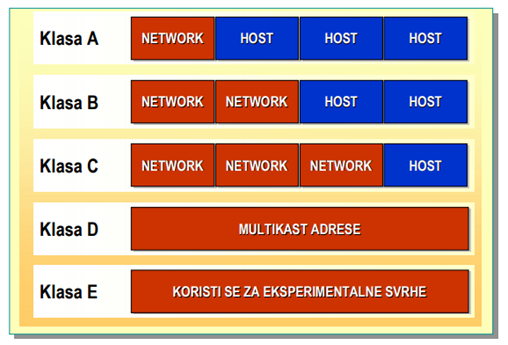 Klasa A NETWORK HOST HOST HOST
Klasa B NETWORK NETWORK HOST HOST
Klasa C NETWORK NETWORK NETWORK HOST
Klasa D MULTIKAST ADRESE
Klasa E KORISTI SE ZA EKSPERIMENTALNE SVRHE